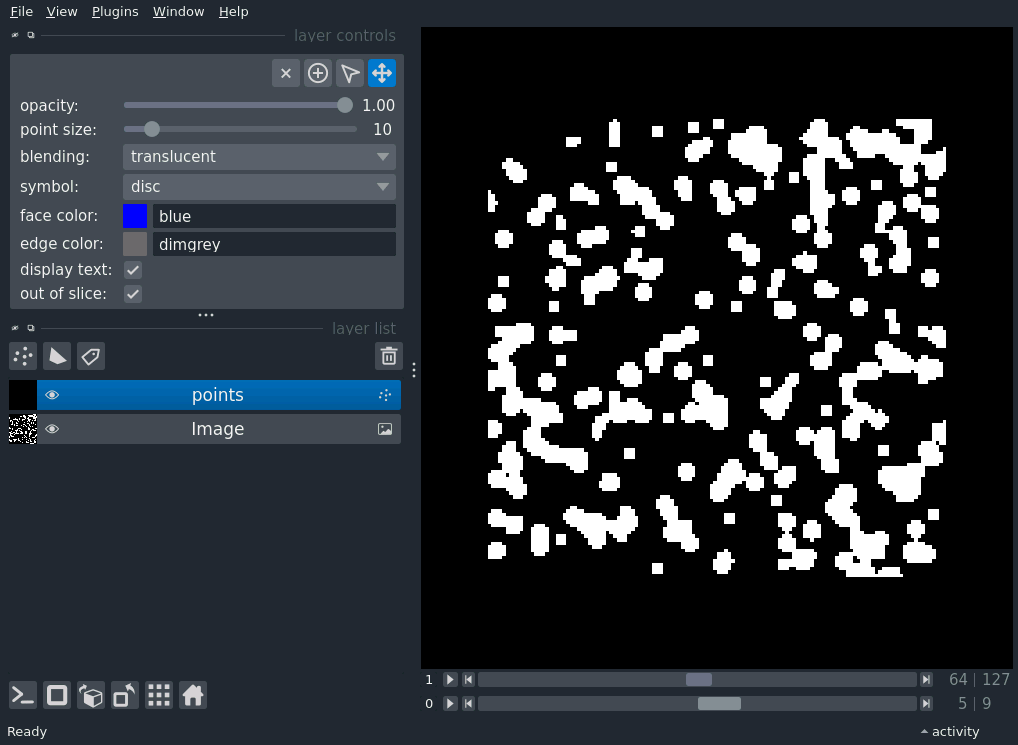 File View Plugins Window Help
layer controls
opacity: 1.00
point size: 10
blending: translucent
symbol: disc
face color: blue
edge color: dimgrey
display text:
out of slice:
layer list
points
Image
1 64 | 127
0 5 | 9
Ready activity